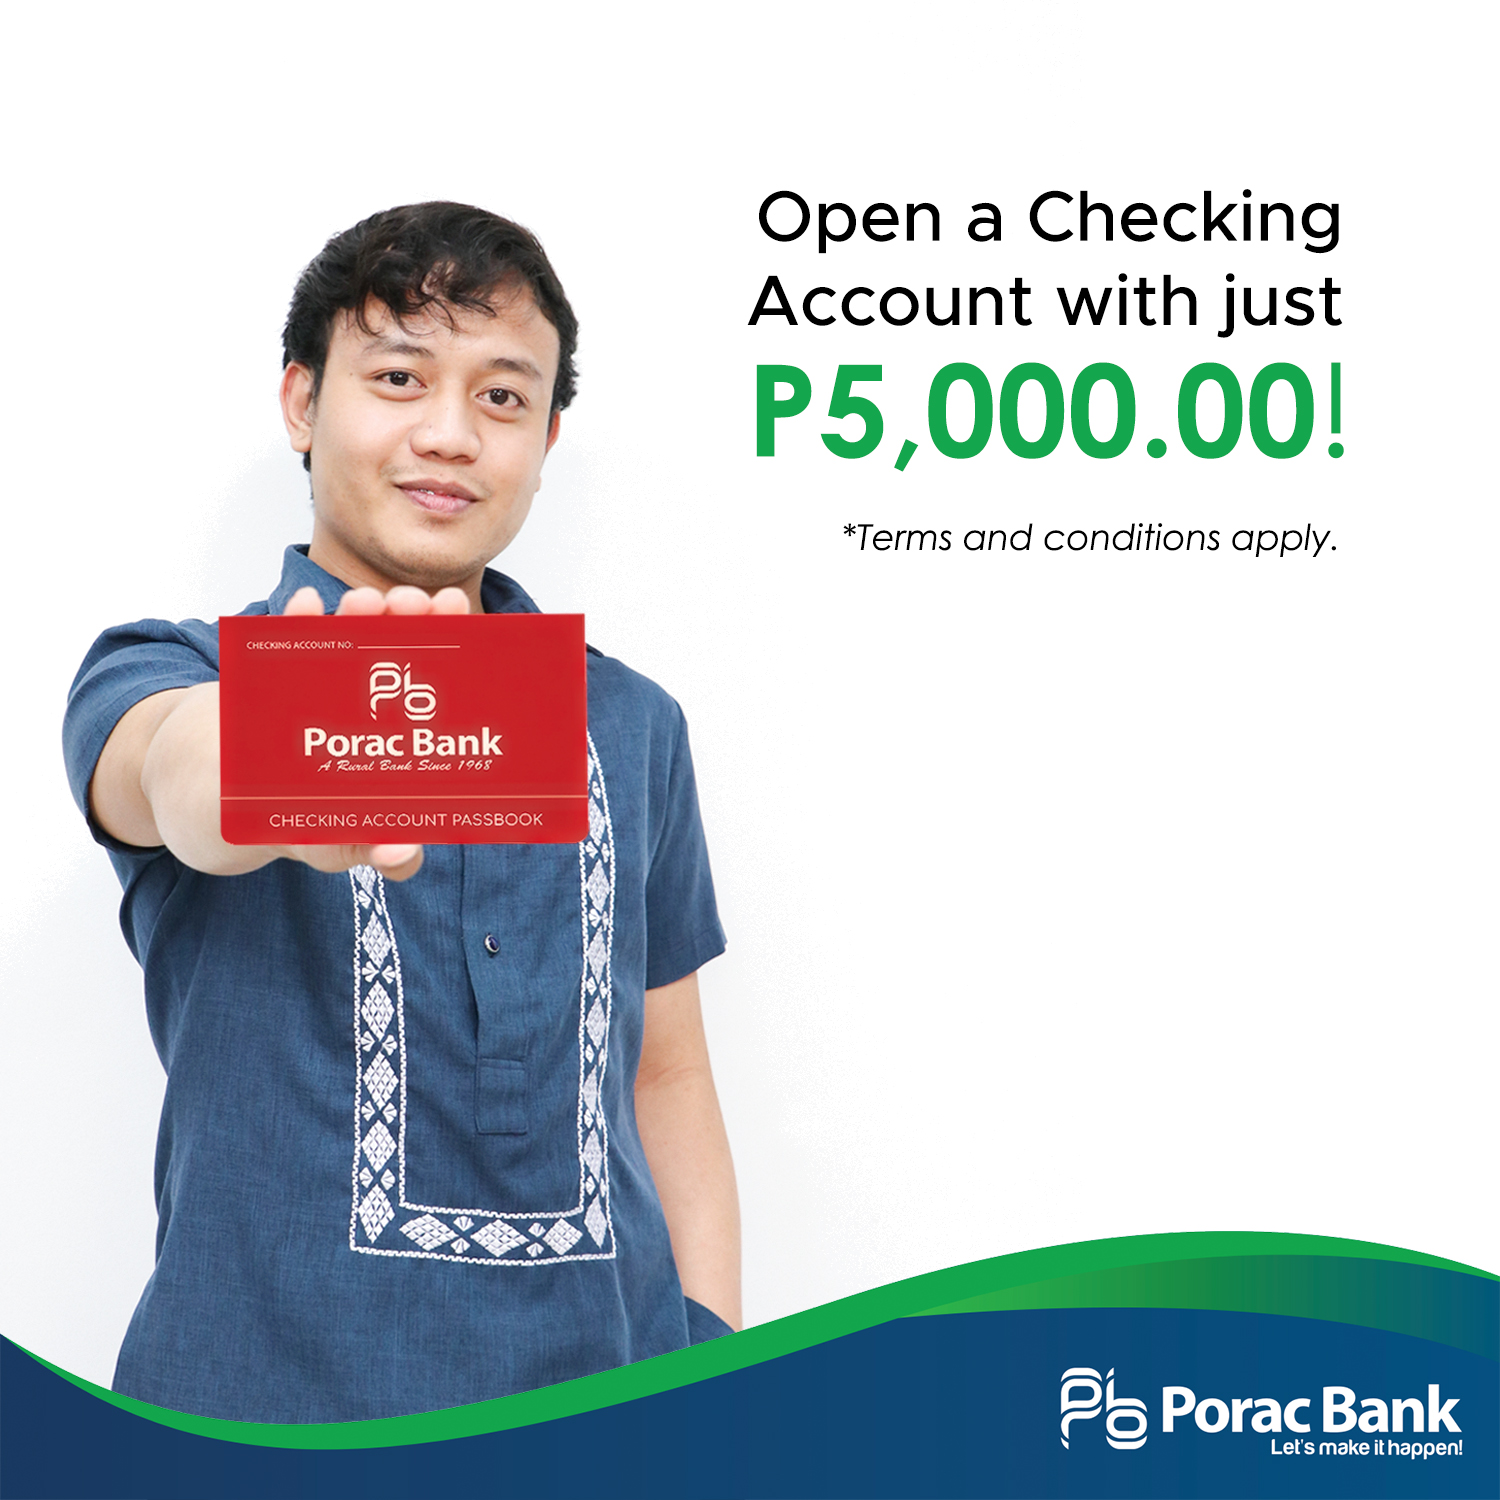 Open a Checking
Account with just
P5,000.00!
*Terms and conditions apply.
CHECKING ACCOUNT NO:
Porac Bank
A Rural Bank Since 1968
CHECKING ACCOUNT PASSBOOK
Porac Bank
Let's make it happen!